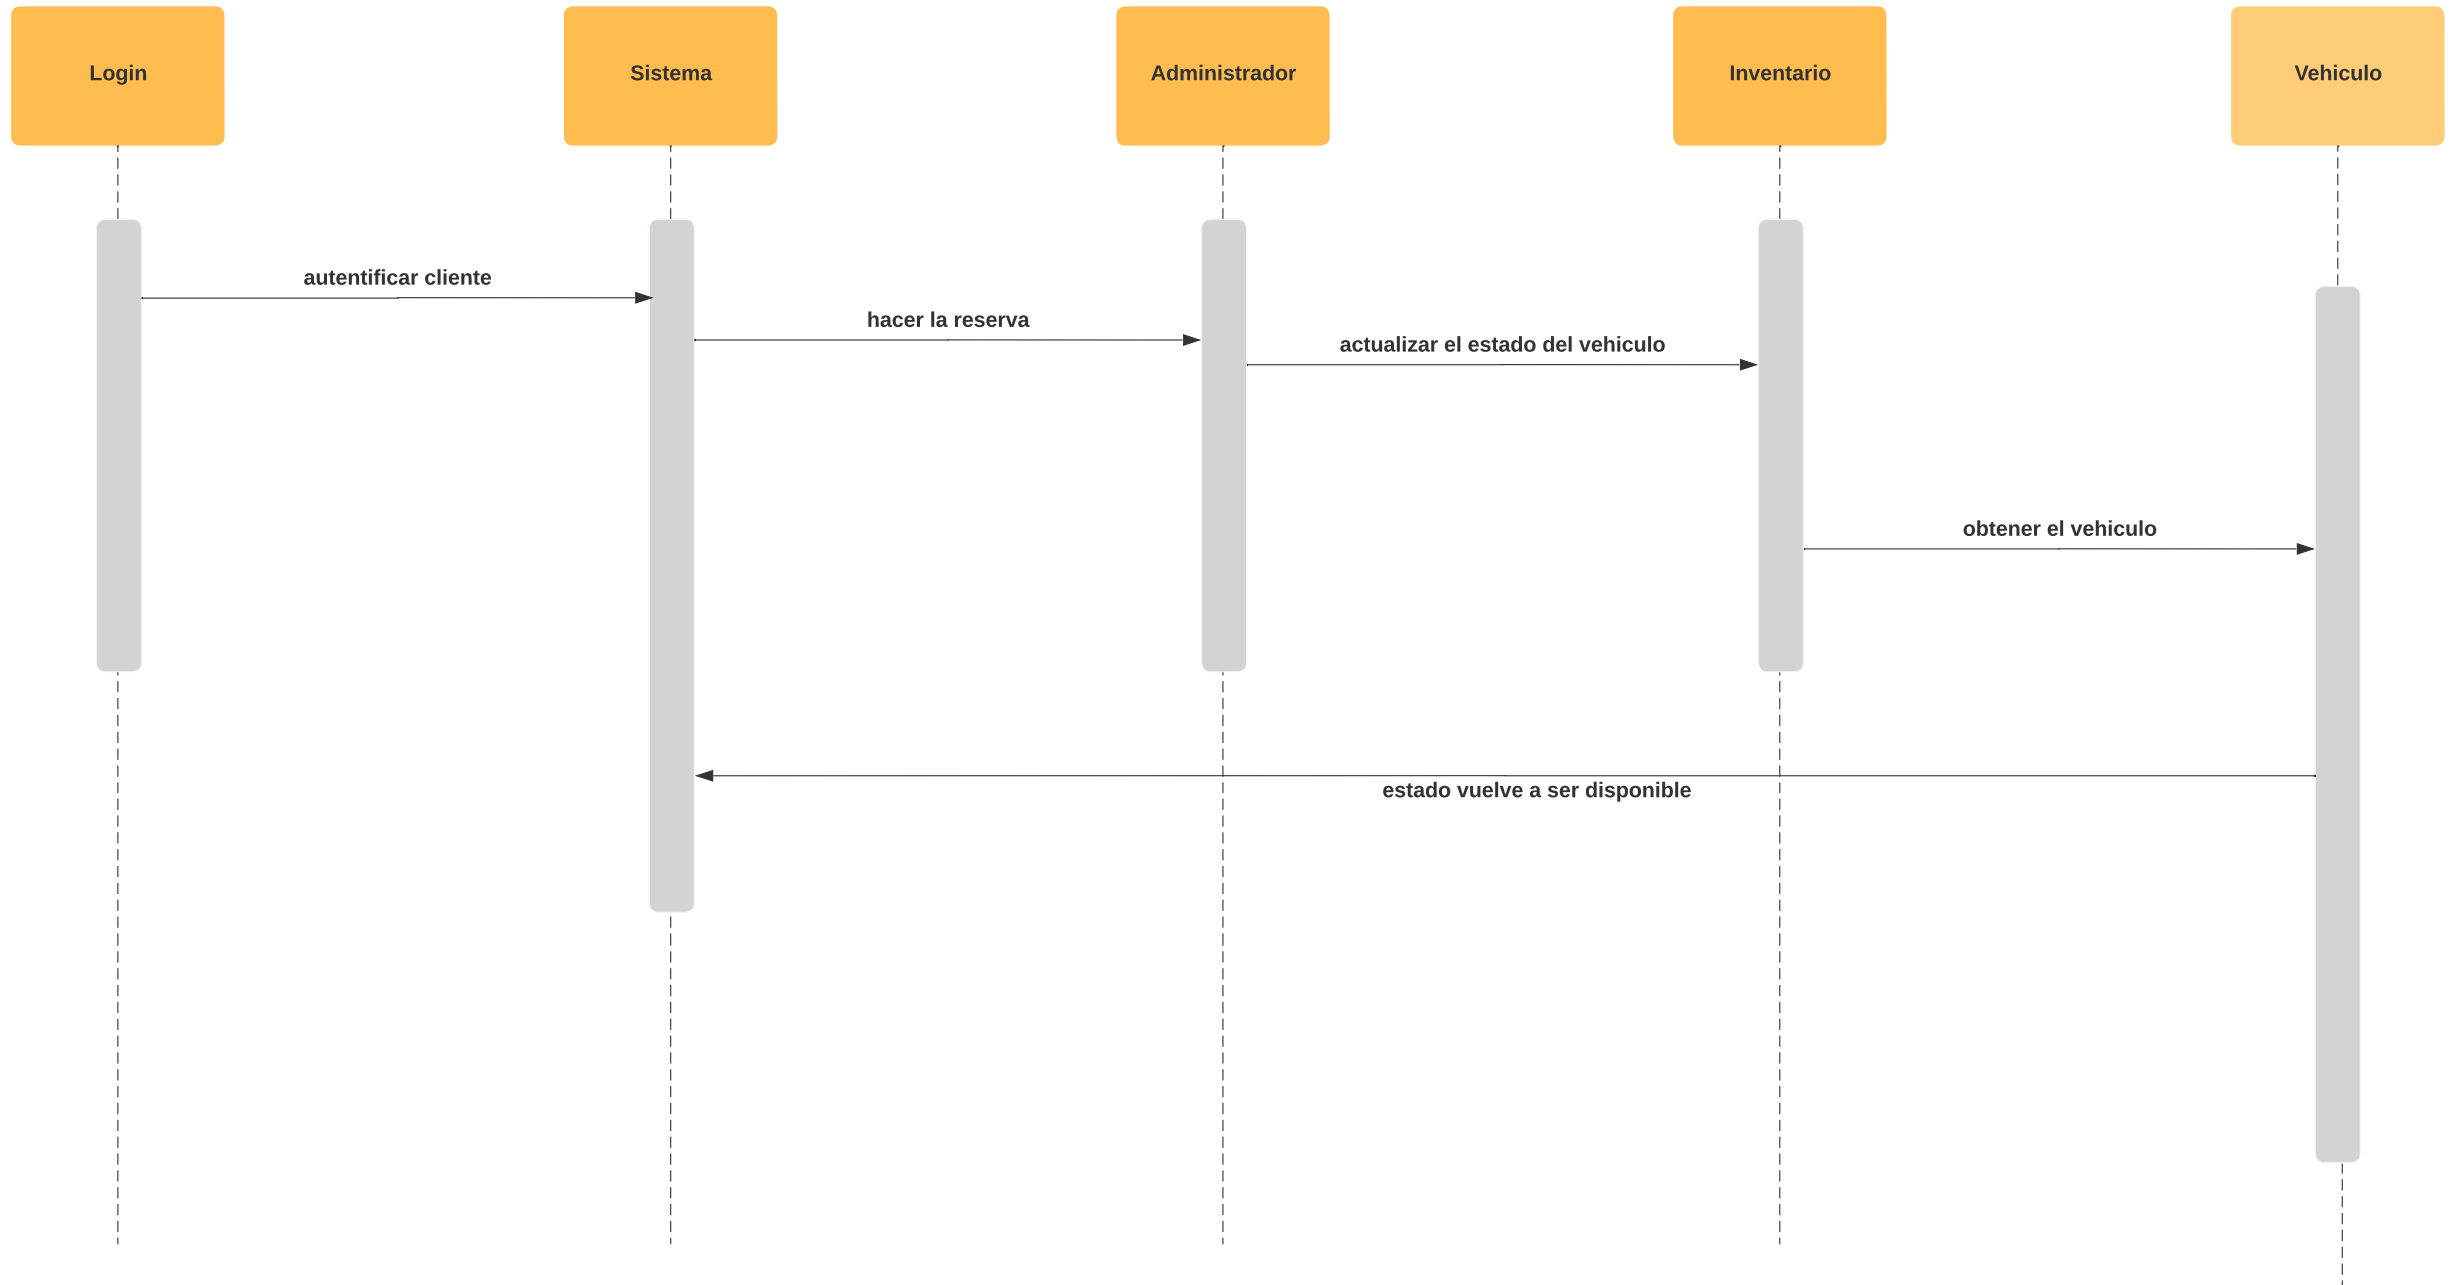 Login
Sistema
Administrador
Inventario
Vehiculo
autentificar cliente
hacer la reserva
actualizar el estado del vehiculo
obtener el vehiculo
estado vuelve a ser disponible